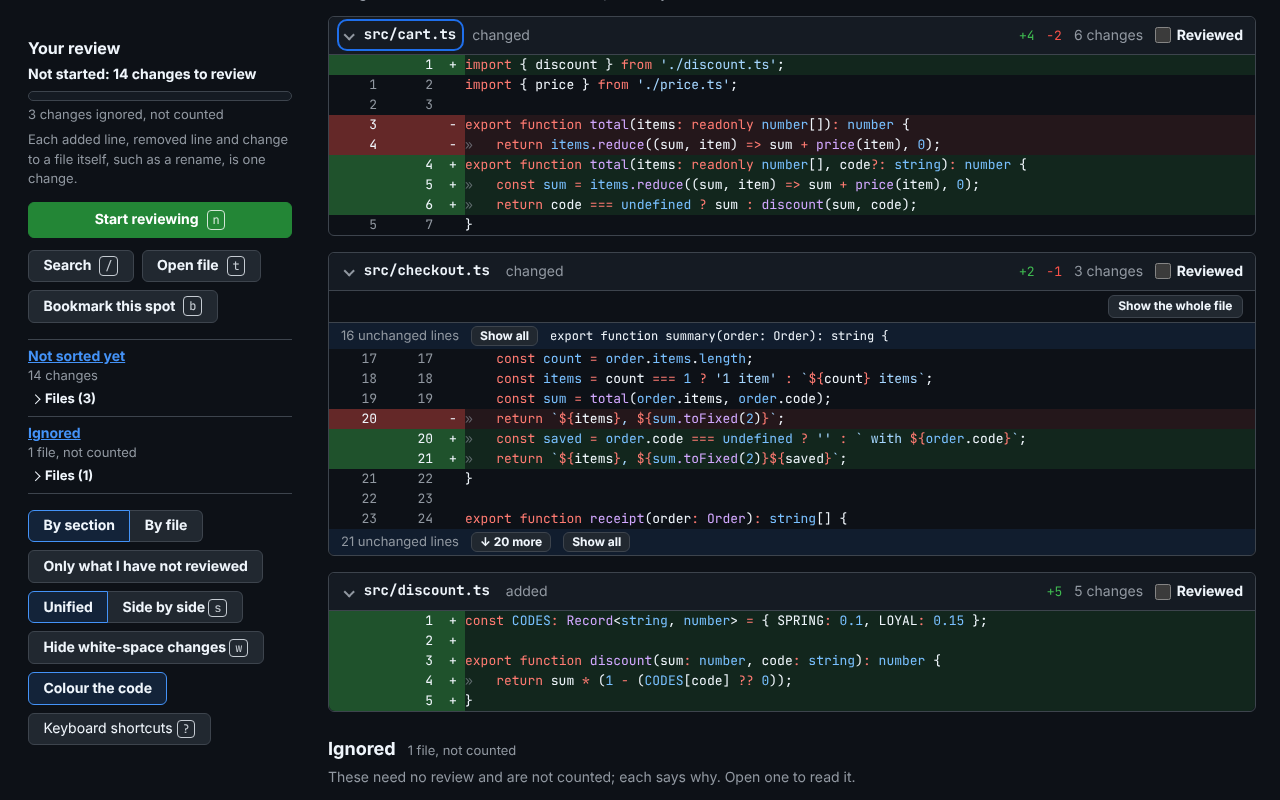 Your review
Not started: 14 changes to review
3 changes ignored, not counted
Each added line, removed line and change
to a file itself, such as a rename, is one
change.
Start reviewing n
Search / Open file t
Bookmark this spot b
Not sorted yet
14 changes
Files (3)
Ignored
1 file, not counted
Files (1)
By section By file
Only what I have not reviewed
Unified Side by side s
Hide white-space changes w
Colour the code
Keyboard shortcuts ?
src/cart.ts changed +4 -2 6 changes Reviewed
1 + import { discount } from './discount.ts';
1 2 import { price } from './price.ts';
2 3
3 - export function total(items: readonly number[]): number {
4 - » return items.reduce((sum, item) => sum + price(item), 0);
4 + export function total(items: readonly number[], code?: string): number {
5 + » const sum = items.reduce((sum, item) => sum + price(item), 0);
6 + » return code === undefined ? sum : discount(sum, code);
5 7 }
src/checkout.ts changed +2 -1 3 changes Reviewed
Show the whole file
16 unchanged lines Show all export function summary(order: Order): string {
17 17 const count = order.items.length;
18 18 const items = count === 1 ? '1 item' : `${count} items`;
19 19 const sum = total(order.items, order.code);
20 - » return `${items}, ${sum.toFixed(2)}`;
20 + » const saved = order.code === undefined ? '' : ` with ${order.code}`;
21 + » return `${items}, ${sum.toFixed(2)}${saved}`;
21 22 }
22 23
23 24 export function receipt(order: Order): string[] {
21 unchanged lines ↓ 20 more Show all
src/discount.ts added +5 5 changes Reviewed
1 + const CODES: Record<string, number> = { SPRING: 0.1, LOYAL: 0.15 };
2 +
3 + export function discount(sum: number, code: string): number {
4 + » return sum * (1 - (CODES[code] ?? 0));
5 + }
Ignored 1 file, not counted
These need no review and are not counted; each says why. Open one to read it.